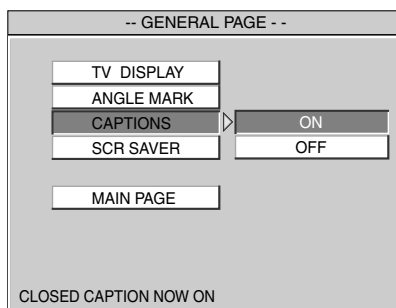 -- GENERAL PAGE - -
TV DISPLAY
ANGLE MARK
CAPTIONS ON
SCR SAVER OFF
MAIN PAGE
CLOSED CAPTION NOW ON